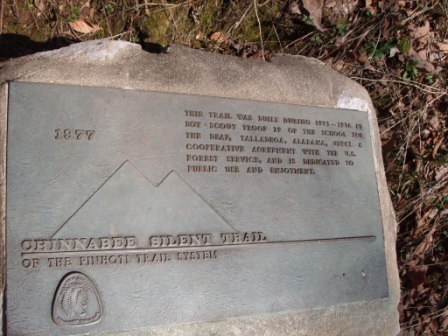 1977
THIS TRAIL WAS BUILT DURING 1973-1976 BY
BOY SCOUT TROOP 29 OF THE SCHOOL FOR
THE DEAF, TALLADEGA, ALABAMA, UNDER A
COOPERATIVE AGREEMENT WITH THE U.S.
FOREST SERVICE, AND IS DEDICATED TO
PUBLIC USE AND ENJOYMENT.
CHINNABEE SILENT TRAIL
OF THE PINHOTI TRAIL SYSTEM